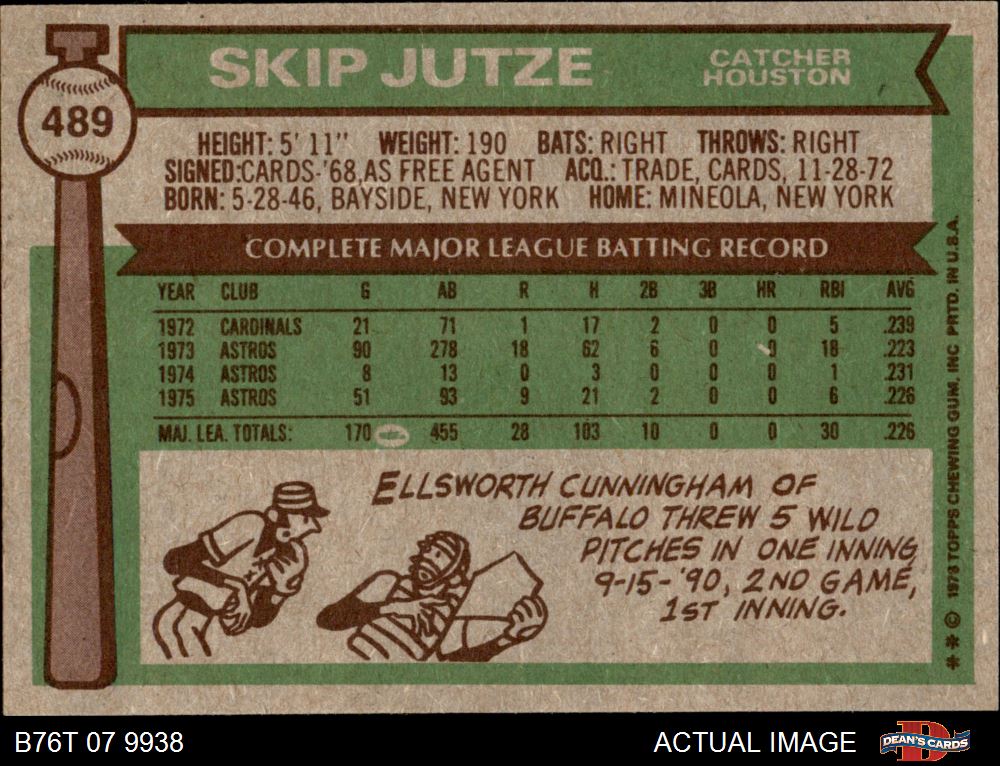 SKIP JUTZE
CATCHER
HOUSTON
489
HEIGHT: 5' 11" WEIGHT: 190 BATS: RIGHT THROWS: RIGHT
SIGNED:CARDS-'68,AS FREE AGENT ACQ.: TRADE, CARDS, 11-28-72
BORN: 5-28-46, BAYSIDE, NEW YORK HOME: MINEOLA, NEW YORK
COMPLETE MAJOR LEAGUE BATTING RECORD
YEAR CLUB G AB R H 2B 3B HR RBI AVG
1972 CARDINALS 21 71 1 17 2 0 0 5 .239
1973 ASTROS 90 278 18 62 6 0 0 18 .223
1974 ASTROS 8 13 0 3 0 0 0 1 .231
1975 ASTROS 51 93 9 21 2 0 0 6 .226
MAJ. LEA. TOTALS: 170 455 28 103 10 0 0 30 .226
ELLSWORTH CUNNINGHAM OF
BUFFALO THREW 5 WILD
PITCHES IN ONE INNING
9-15-'90, 2ND GAME,
1ST INNING.
** © 1976 TOPPS CHEWING GUM, INC PRTD. IN U.S.A.
B76T 07 9938
ACTUAL IMAGE
D
DEAN'S CARDS